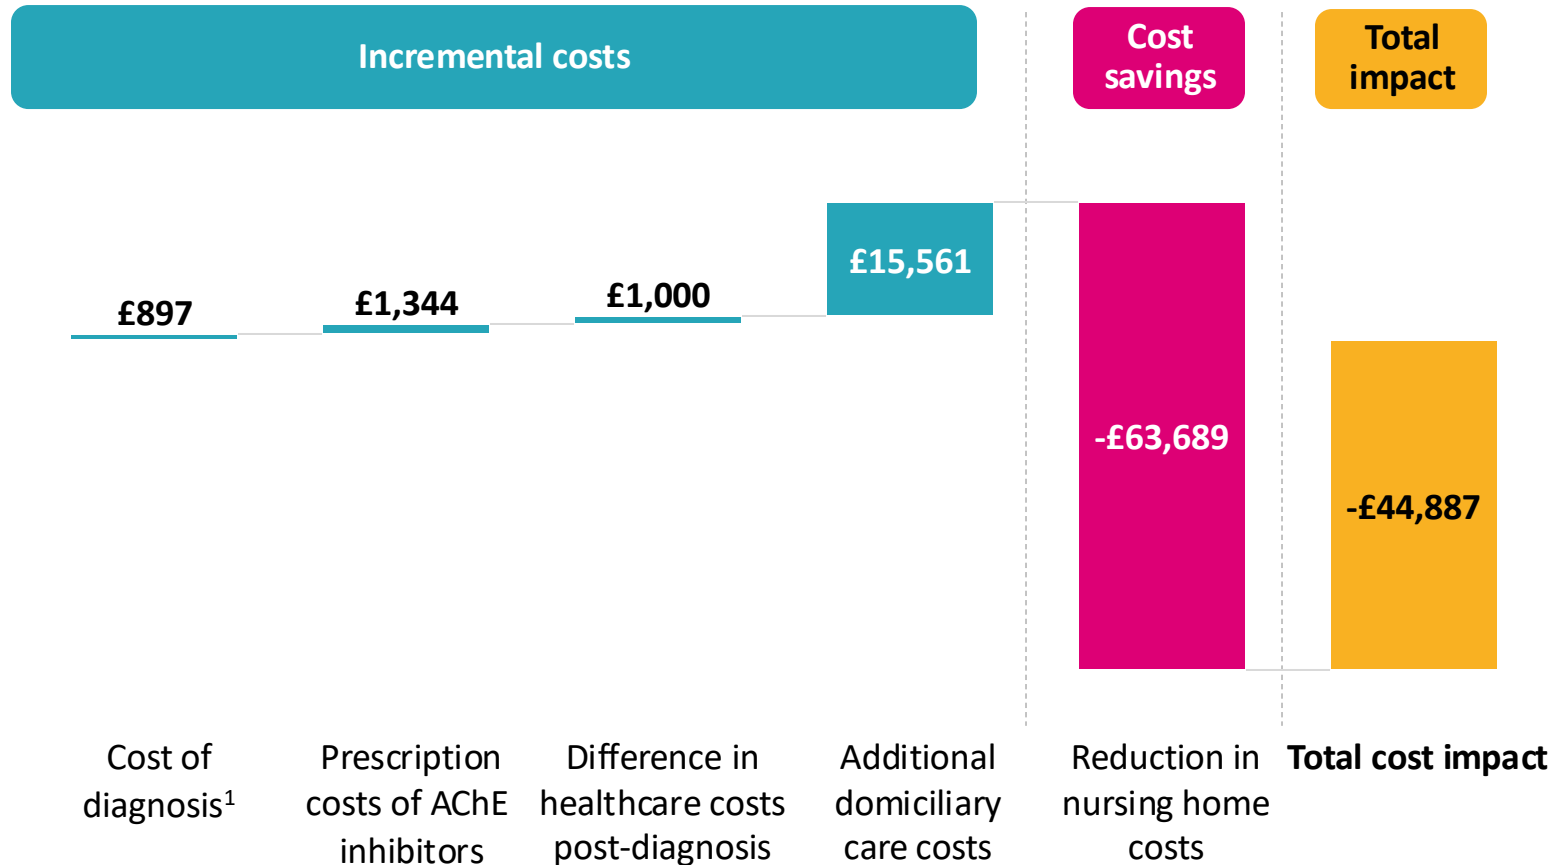 Incremental costs
Cost
savings
Total
impact
£897
£1,344
£1,000
£15,561
-£63,689
-£44,887
Cost of
diagnosis¹
Prescription
costs of AChE
inhibitors
Difference in
healthcare costs
post-diagnosis
Additional
domiciliary
care costs
Reduction in
nursing home
costs
Total cost impact